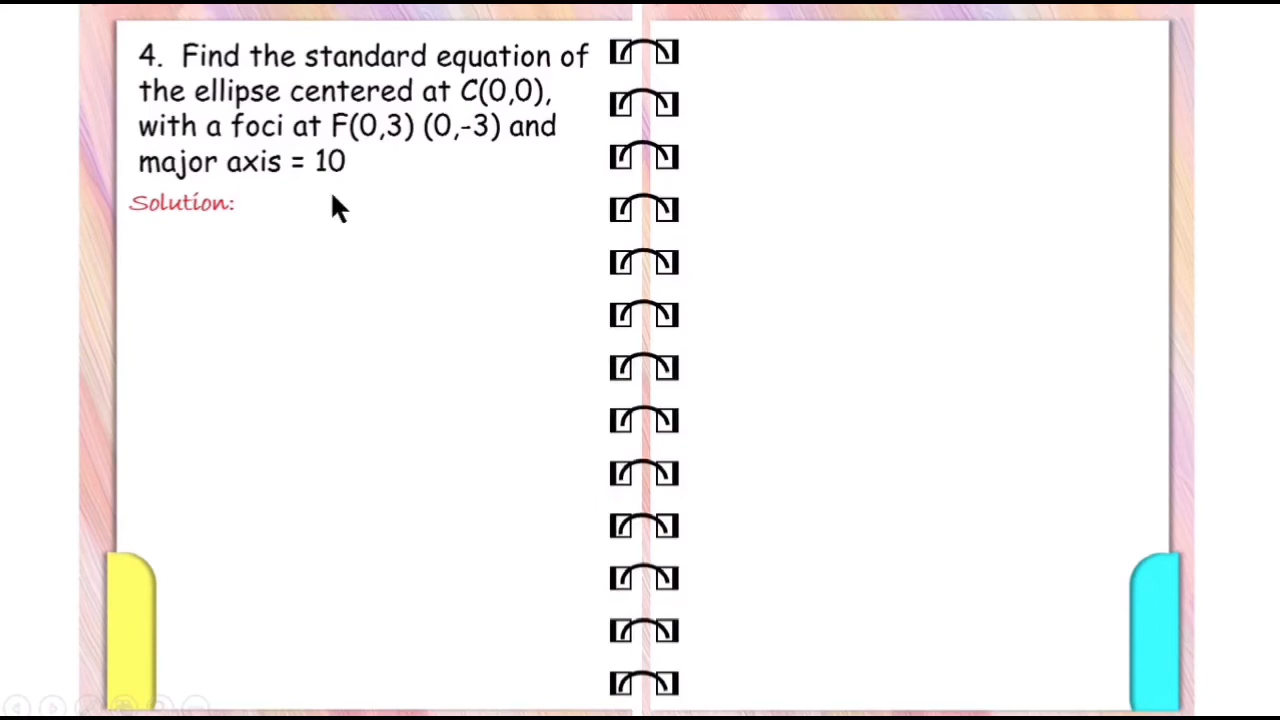 4. Find the standard equation of
the ellipse centered at C(0,0),
with a foci at F(0,3) (0,-3) and
major axis = 10
Solution: